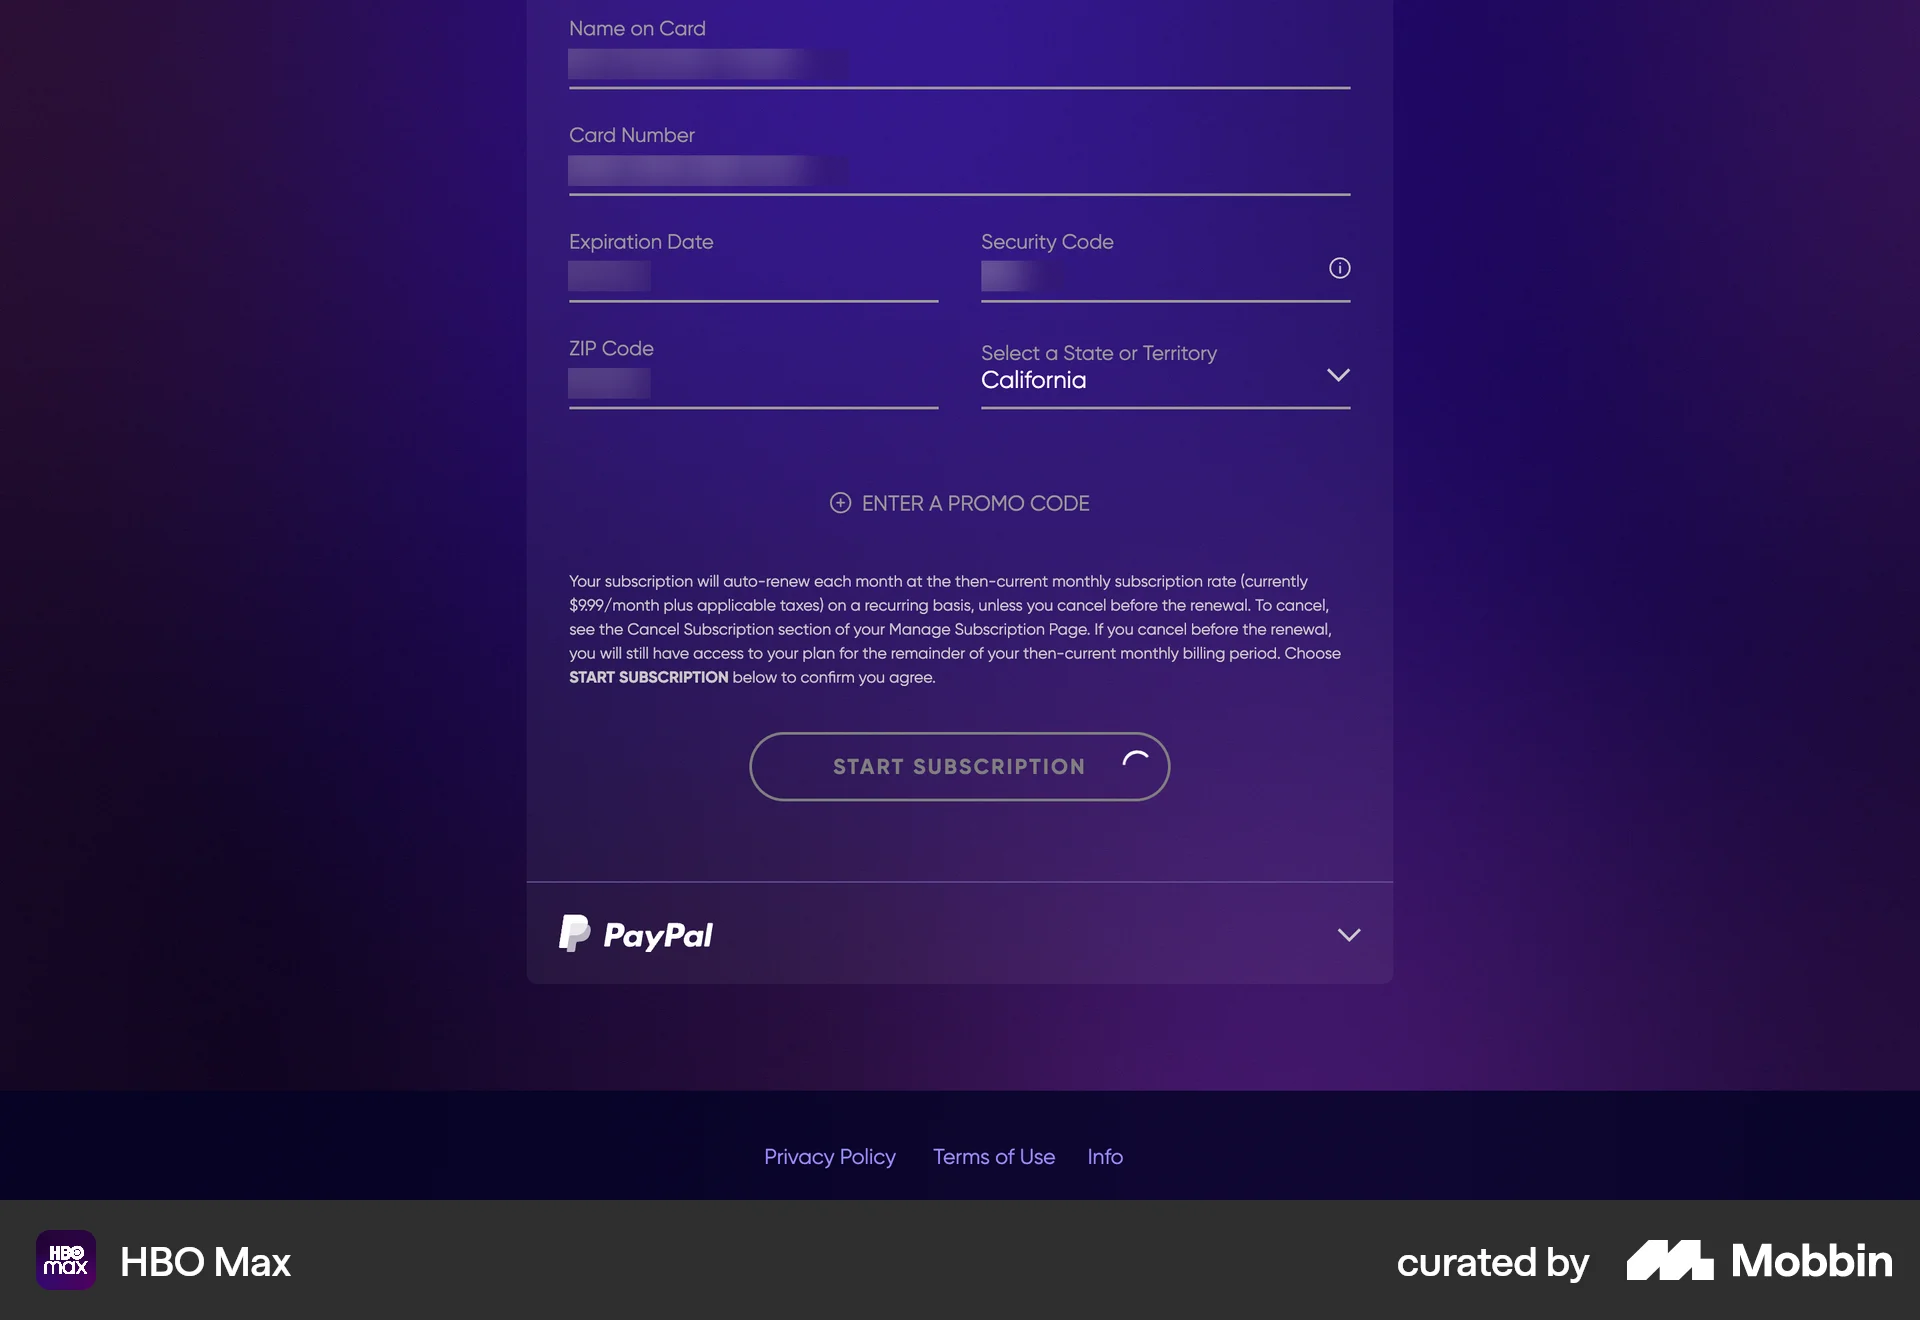 Name on Card
Card Number
Expiration Date
Security Code
ZIP Code
Select a State or Territory
California
ENTER A PROMO CODE
Your subscription will auto-renew each month at the then-current monthly subscription rate (currently
$9.99/month plus applicable taxes) on a recurring basis, unless you cancel before the renewal. To cancel,
see the Cancel Subscription section of your Manage Subscription Page. If you cancel before the renewal,
you will still have access to your plan for the remainder of your then-current monthly billing period. Choose
START SUBSCRIPTION below to confirm you agree.
START SUBSCRIPTION
PayPal
Privacy Policy Terms of Use Info
HBO
max
HBO Max
curated by Mobbin